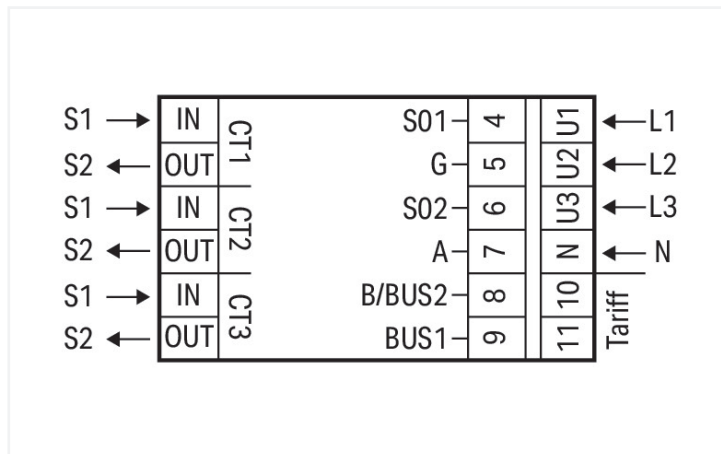 S1 IN CT1 S01 4 U1 L1
S2 OUT G 5 U2 L2
S1 IN CT2 S02 6 U3 L3
S2 OUT A 7 N N
S1 IN CT3 B/BUS2 8 10 Tariff
S2 OUT BUS1 9 11